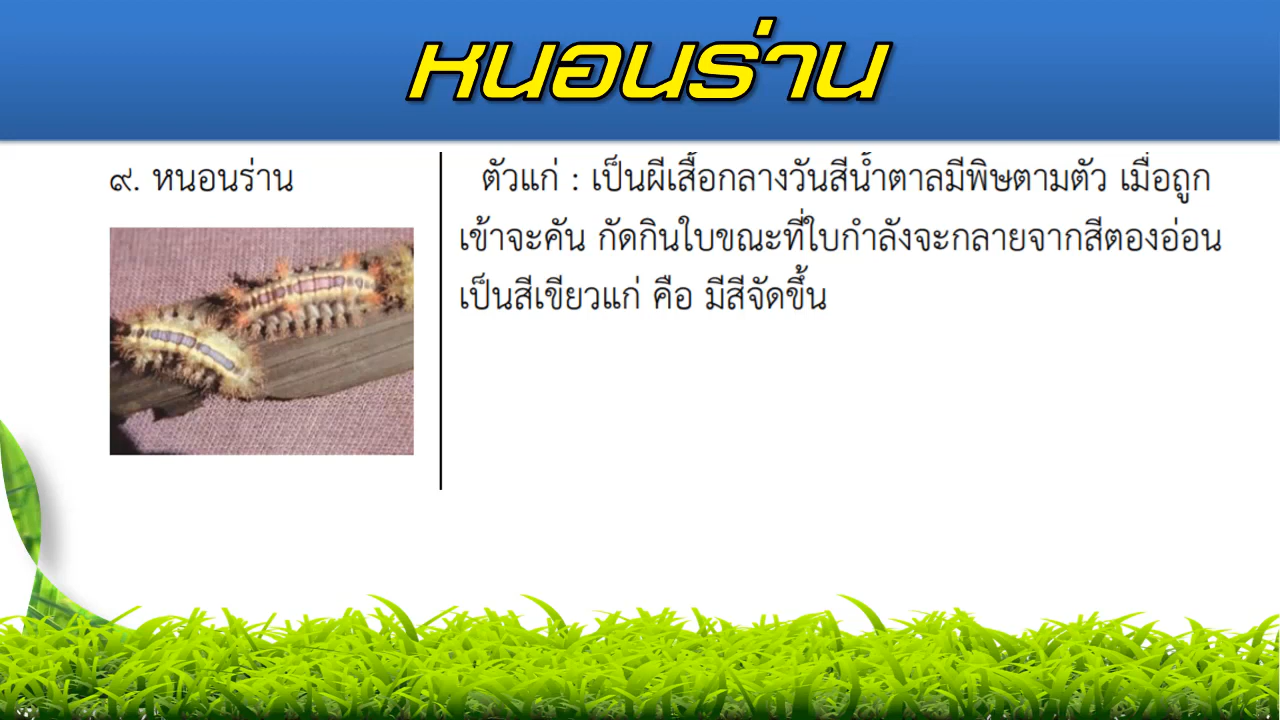 หนอนร่าน
๙. หนอนร่าน
ตัวแก่ : เป็นผีเสื้อกลางวันสีน้ำตาลมีพิษตามตัว เมื่อถูก
เข้าจะคัน กัดกินใบขณะที่ใบกำลังจะกลายจากสีตองอ่อน
เป็นสีเขียวแก่ คือ มีสีจัดขึ้น